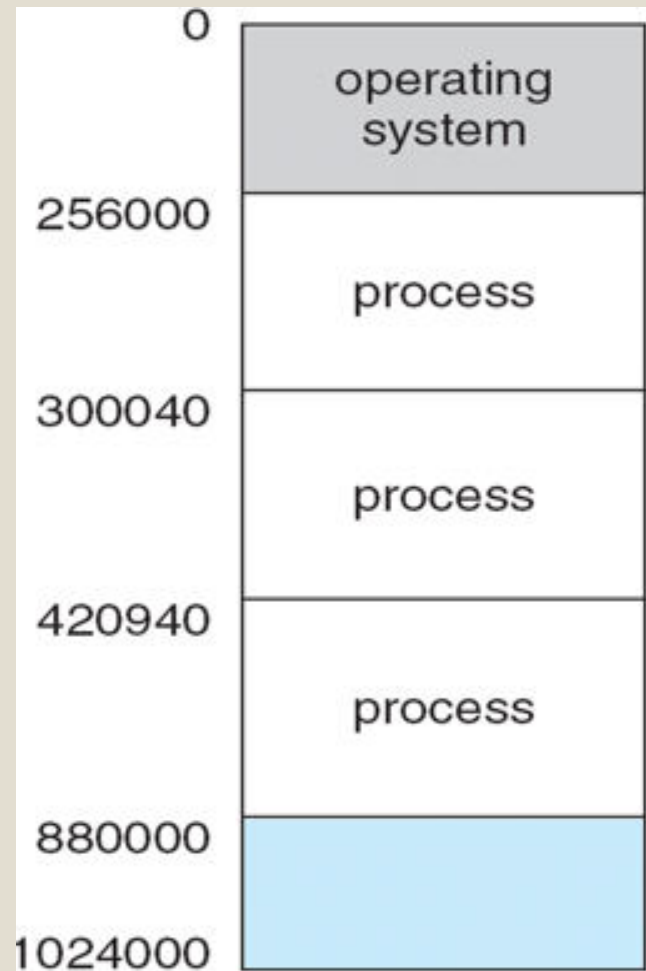 0
operating
system
256000
process
300040
process
420940
process
880000
1024000